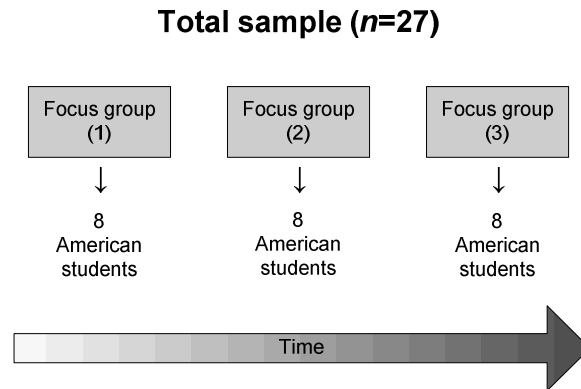 Total sample (n=27)
Focus group
(1)
Focus group
(2)
Focus group
(3)
↓
↓
↓
8
American
students
8
American
students
8
American
students
Time